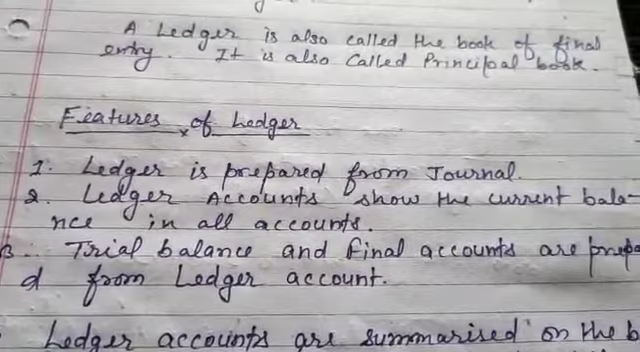 A Ledger is also called the book of final
entry. It is also called Principal book.
Features of Ledger
1. Ledger is prepared from Journal.
2. Ledger Accounts show the current bala-
nce in all accounts.
3. Trial balance and final accounts are prepa
d from Ledger account.
Ledger accounts are summarised on the b